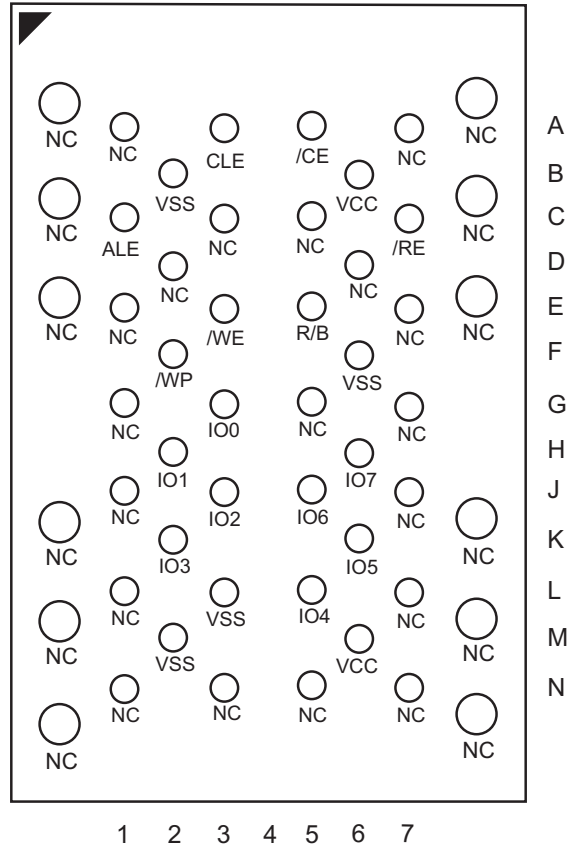 NC NC CLE /CE NC NC A
VSS VCC B
NC ALE NC NC /RE NC C
NC NC D
NC NC /WE R/B NC NC E
/WP VSS F
NC IO0 NC NC G
IO1 IO7 H
NC IO2 IO6 NC J
NC IO3 IO5 NC K
NC VSS IO4 NC L
NC VSS VCC NC M
NC NC NC NC N
NC NC
1 2 3 4 5 6 7